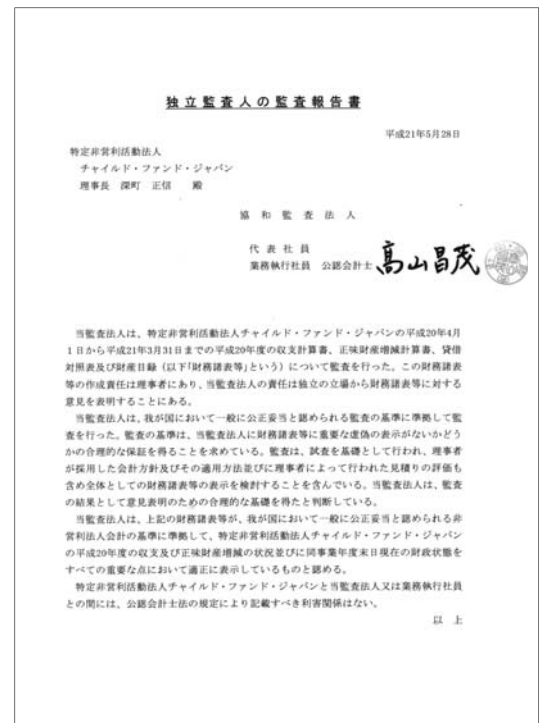 独立監査人の監査報告書
平成21年5月28日
特定非営利活動法人
チャイルド・ファンド・ジャパン
理事長 深町 正信 殿
協和監査法人
代表社員
業務執行社員 公認会計士 髙山昌茂
当監査法人は、特定非営利活動法人チャイルド・ファンド・ジャパンの平成20年4月
1日から平成21年3月31日までの平成20年度の収支計算書、正味財産増減計算書、貸借
対照表及び財産目録(以下「財務諸表等」という)について監査を行った。この財務諸表
等の作成責任は理事者にあり、当監査法人の責任は独立の立場から財務諸表等に対する
意見を表明することにある。
当監査法人は、我が国において一般に公正妥当と認められる監査の基準に準拠して監
査を行った。監査の基準は、当監査法人に財務諸表等に重要な虚偽の表示がないかどう
かの合理的な保証を得ることを求めている。監査は、試査を基礎として行われ、理事者
が採用した会計方針及びその適用方法並びに理事者によって行われた見積りの評価も
含め全体としての財務諸表等の表示を検討することを含んでいる。当監査法人は、監査
の結果として意見表明のための合理的な基礎を得たと判断している。
当監査法人は、上記の財務諸表等が、我が国において一般に公正妥当と認められる非
営利法人会計の基準に準拠して、特定非営利活動法人チャイルド・ファンド・ジャパン
の平成20年度の収支及び正味財産増減の状況並びに同事業年度末日現在の財政状態を
すべての重要な点において適正に表示しているものと認める。
特定非営利活動法人チャイルド・ファンド・ジャパンと当監査法人又は業務執行社員
との間には、公認会計士法の規定により記載すべき利害関係はない。
以 上